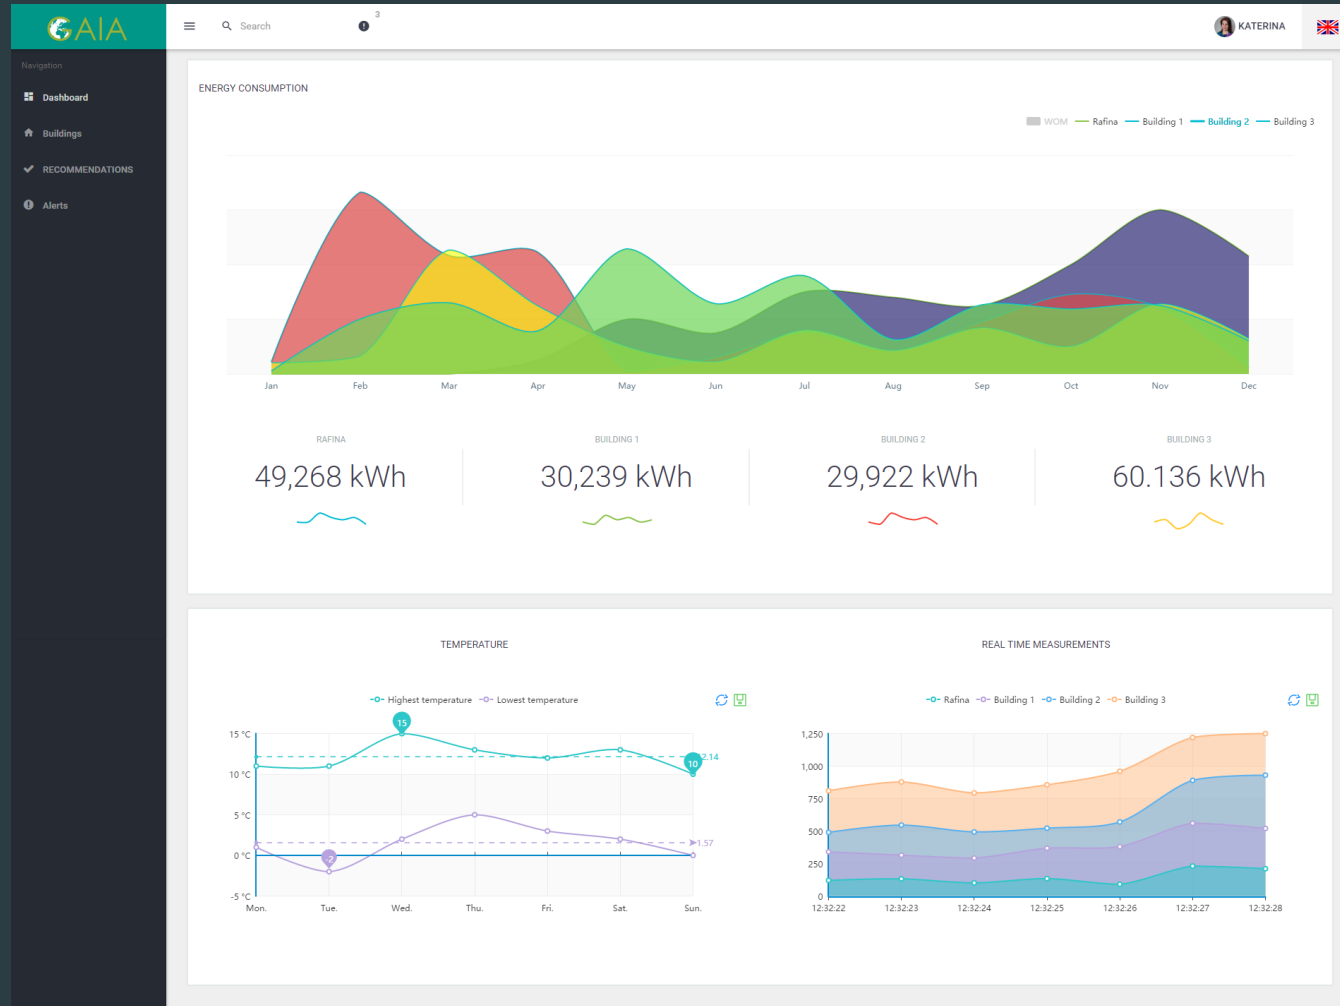 GAIA
Search
3
KATERINA
Navigation
Dashboard
Buildings
RECOMMENDATIONS
Alerts
ENERGY CONSUMPTION
WOM Rafina Building 1 Building 2 Building 3
Jan Feb Mar Apr May Jun Jul Aug Sep Oct Nov Dec
RAFINA BUILDING 1 BUILDING 2 BUILDING 3
49,268 kWh 30,239 kWh 29,922 kWh 60.136 kWh
TEMPERATURE
Highest temperature Lowest temperature
15 °C
10 °C
5 °C
0 °C
-5 °C
15
10
2.14
-2
1.57
Mon. Tue. Wed. Thu. Fri. Sat. Sun.
REAL TIME MEASUREMENTS
Rafina Building 1 Building 2 Building 3
1,250
1,000
750
500
250
0
12:32:22 12:32:23 12:32:24 12:32:25 12:32:26 12:32:27 12:32:28